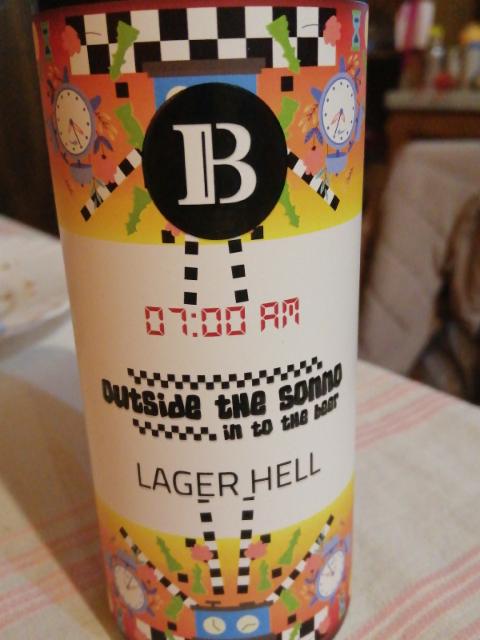 B
07:00 AM
outside the sonno
in to the beer
LAGER HELL